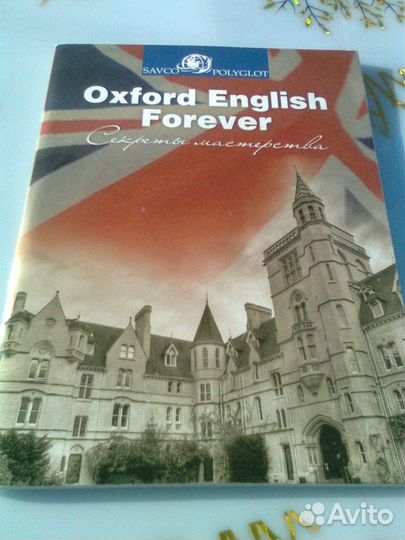 SAVCO POLYGLOT
Oxford English
Forever
Секреты мастерства
Avito